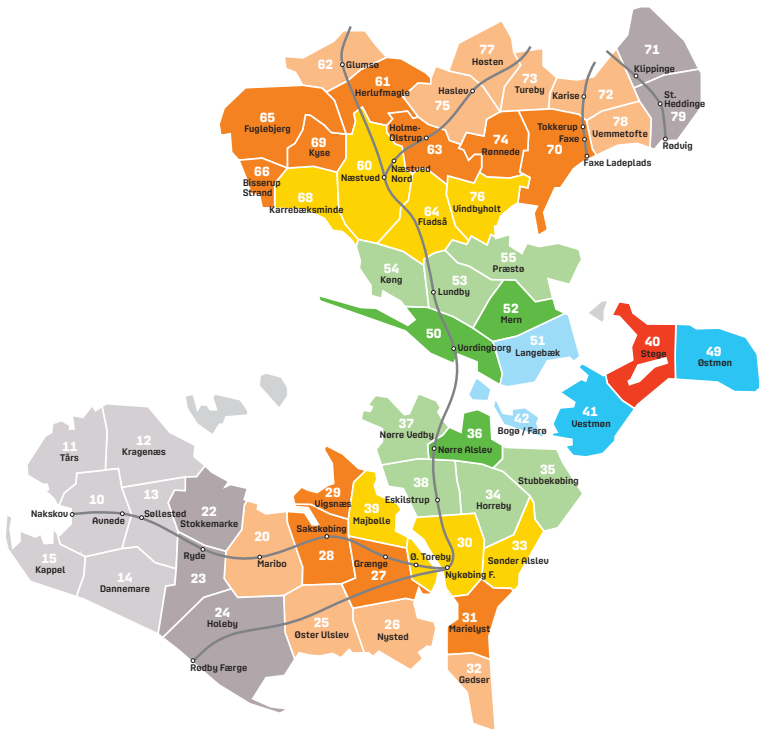 71
Klippinge
St.
Heddinge
79
Rødvig
77
Høsten
62
Glumsø
61
Herlufmagle
Haslev
75
73
Tureby
Karise
72
65
Fuglebjerg
69
Kyse
60
Næstved
Holme-
Olstrup
63
Næstved
Nord
74
Rønnede
Tokkerup
Faxe
70
78
Vemmetofte
Faxe Ladeplads
66
Bisserup
Strand
68
Karrebæksminde
64
Fladså
76
Vindbyholt
54
Køng
53
Lundby
55
Præstø
52
Mern
50
Vordingborg
51
Langebæk
40
Stege
49
Østmøn
41
Vestmøn
42
Bogø / Farø
37
Nørre Vedby
36
Nørre Alslev
35
Stubbekøbing
38
Eskilstrup
34
Horreby
11
Tårs
12
Kragenæs
10
Nakskov
Avnede
13
Søllested
22
Stokkemarke
29
Vigsnæs
39
Majbølle
Sakskøbing
20
Maribo
28
Grænge
27
Ø. Toreby
30
Nykøbing F.
33
Sønder Alslev
15
Kappel
14
Dannemare
Ryde
23
24
Holeby
Rødby Færge
25
Øster Ulslev
26
Nysted
31
Marielyst
32
Gedser